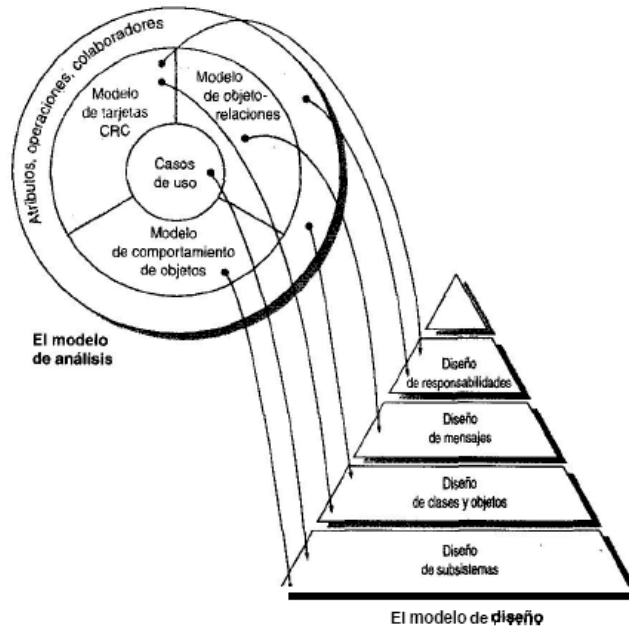 Atributos, operaciones, colaboradores
Modelo
de tarjetas
CRC
Modelo
de objeto-
relaciones
Casos
de uso
Modelo
de comportamiento
de objetos
El modelo
de análisis
Diseño
de responsabilidades
Diseño
de mensajes
Diseño
de clases y objetos
Diseño
de subsistemas
El modelo de diseño